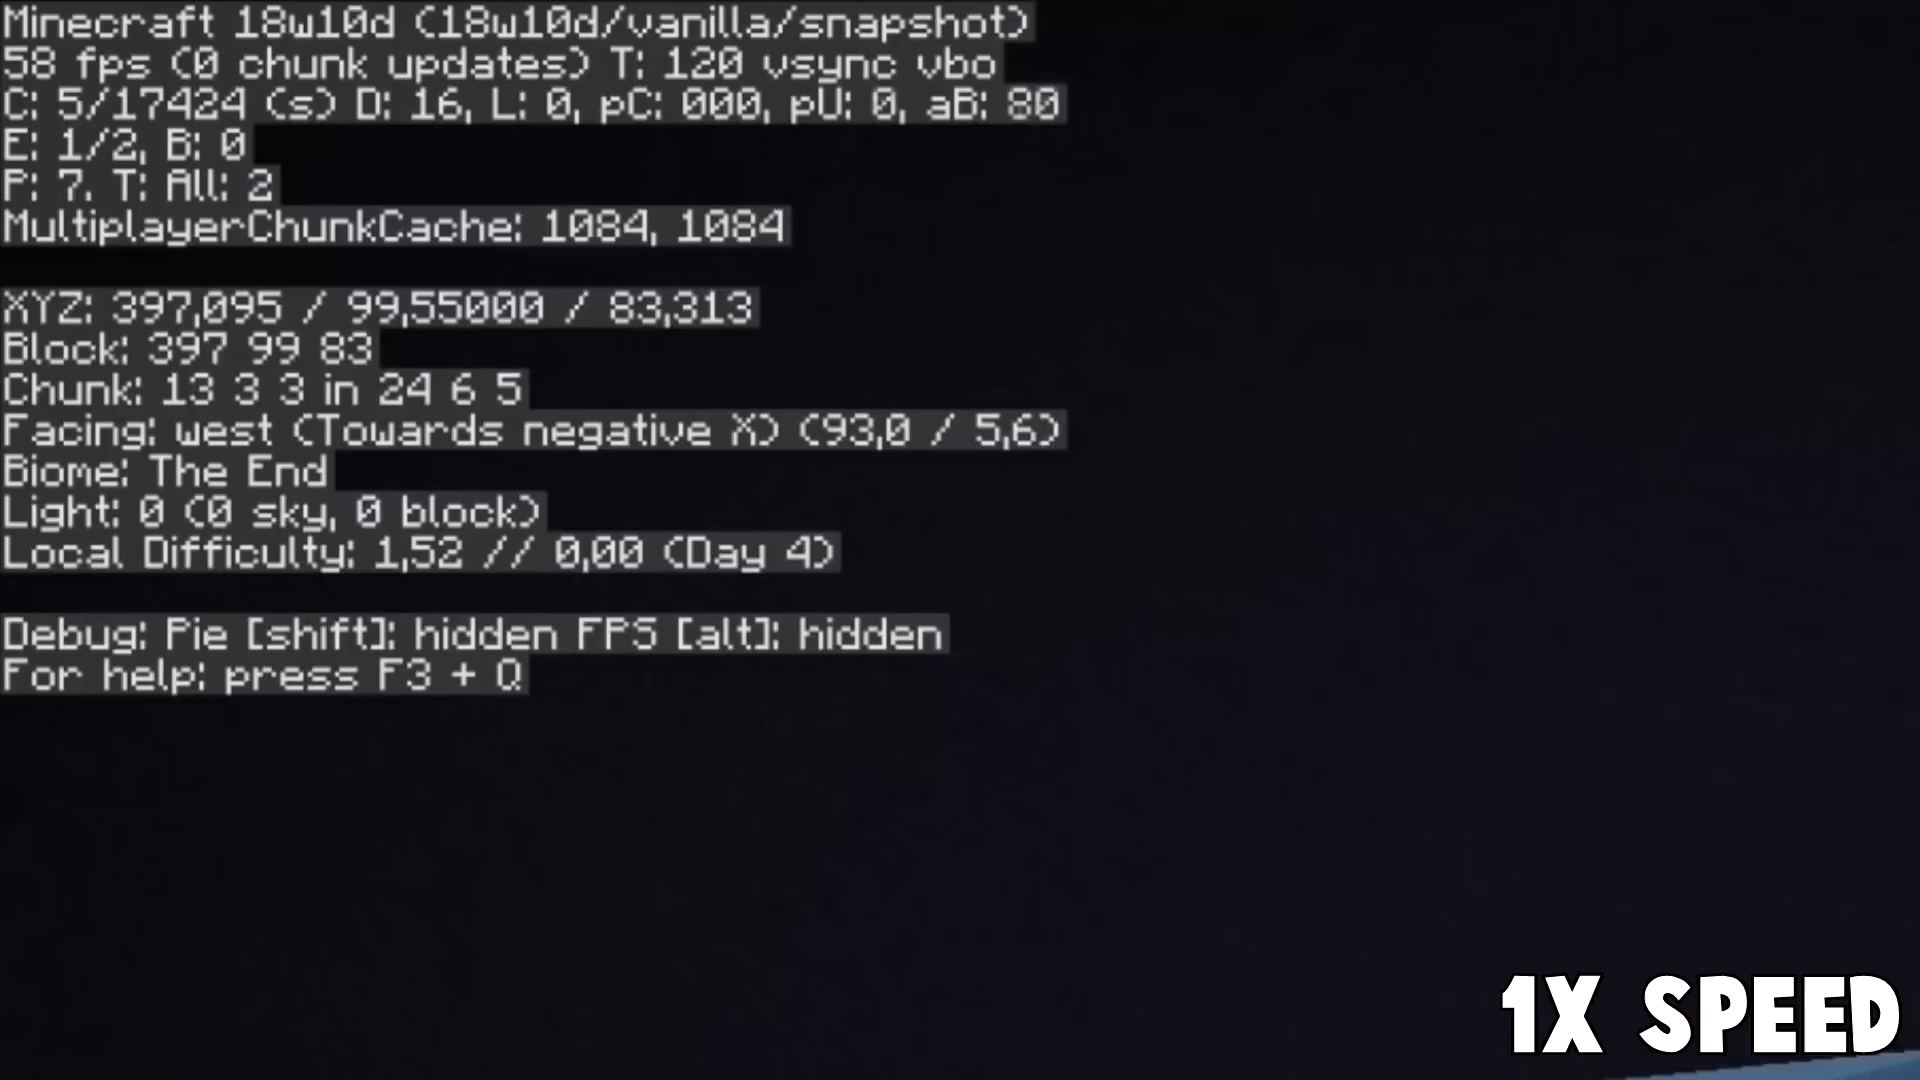 Minecraft 18w10d (18w10d/vanilla/snapshot)
58 fps (0 chunk updates) T: 120 vsync vbo
C: 5/17424 (s) D: 16, L: 0, pC: 000, pU: 0, aB: 80
E: 1/2, B: 0
P: 7. T: All: 2
MultiplayerChunkCache: 1084, 1084
XYZ: 397,095 / 99,55000 / 83,313
Block: 397 99 83
Chunk: 13 3 3 in 24 6 5
Facing: west (Towards negative X) (93,0 / 5,6)
Biome: The End
Light: 0 (0 sky, 0 block)
Local Difficulty: 1,52 // 0,00 (Day 4)
Debug: Pie [shift]: hidden FPS [alt]: hidden
For help: press F3 + Q
1X SPEED